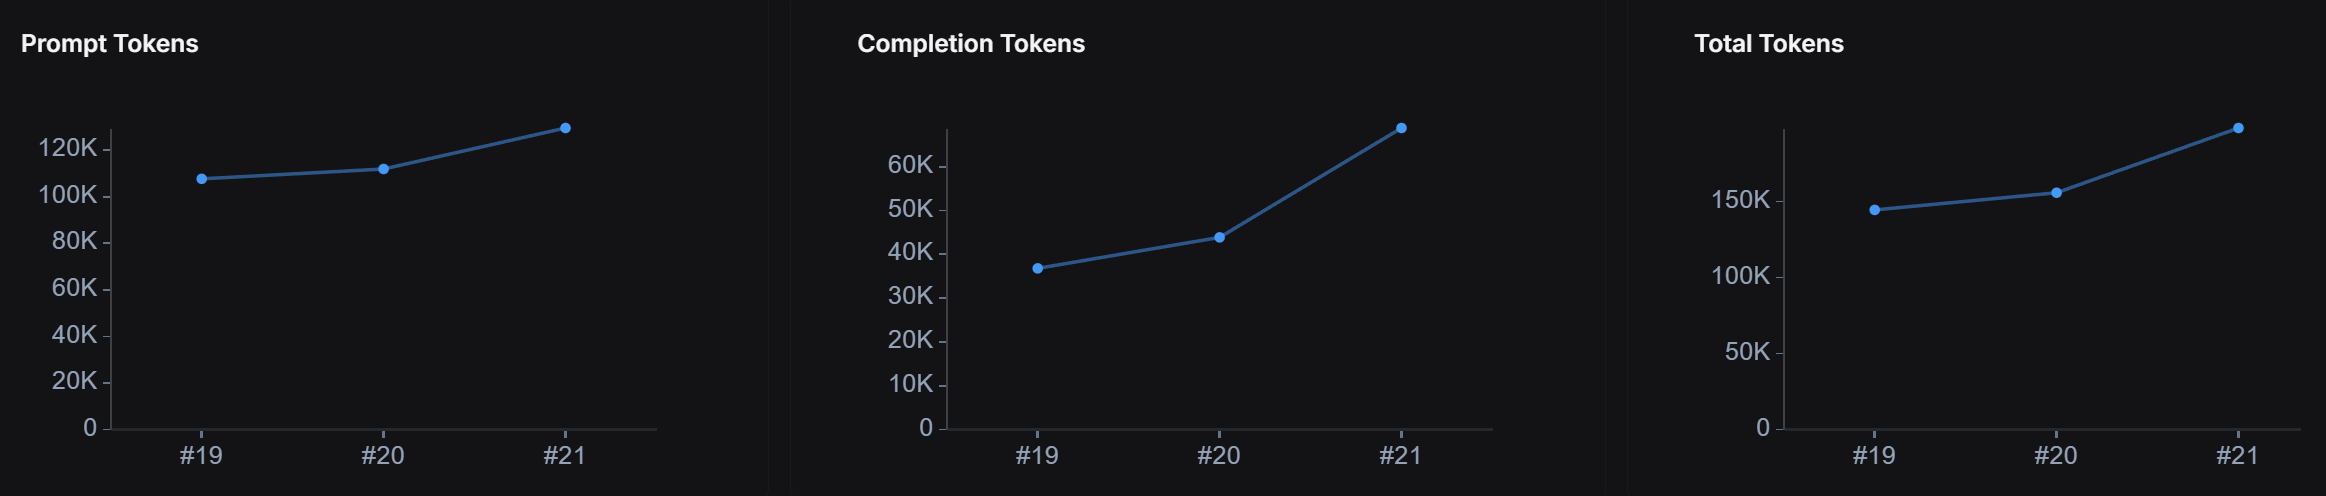 Prompt Tokens
120K
100K
80K
60K
40K
20K
0
#19 #20 #21
Completion Tokens
60K
50K
40K
30K
20K
10K
0
#19 #20 #21
Total Tokens
150K
100K
50K
0
#19 #20 #21